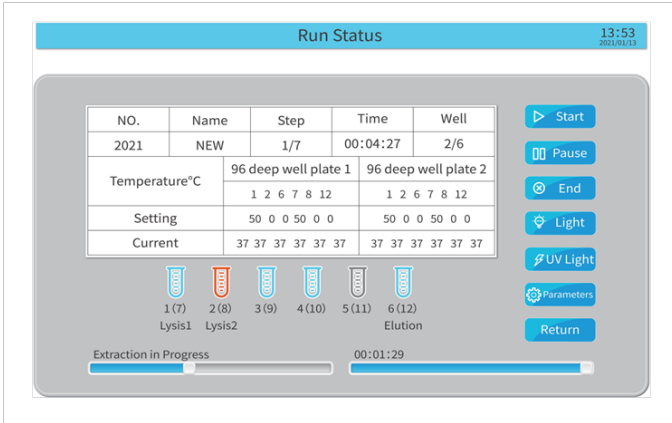 Run Status
13:53
2021/01/13
NO. Name Step Time Well
2021 NEW 1/7 00:04:27 2/6
Temperature°C
96 deep well plate 1 96 deep well plate 2
1 2 6 7 8 12 1 2 6 7 8 12
Setting 50 0 0 50 0 0 50 0 0 50 0 0
Current 37 37 37 37 37 37 37 37 37 37 37 37
Start
Pause
End
Light
UV Light
Parameters
Return
1(7) 2(8) 3(9) 4(10) 5(11) 6(12)
Lysis1 Lysis2 Elution
Extraction in Progress 00:01:29